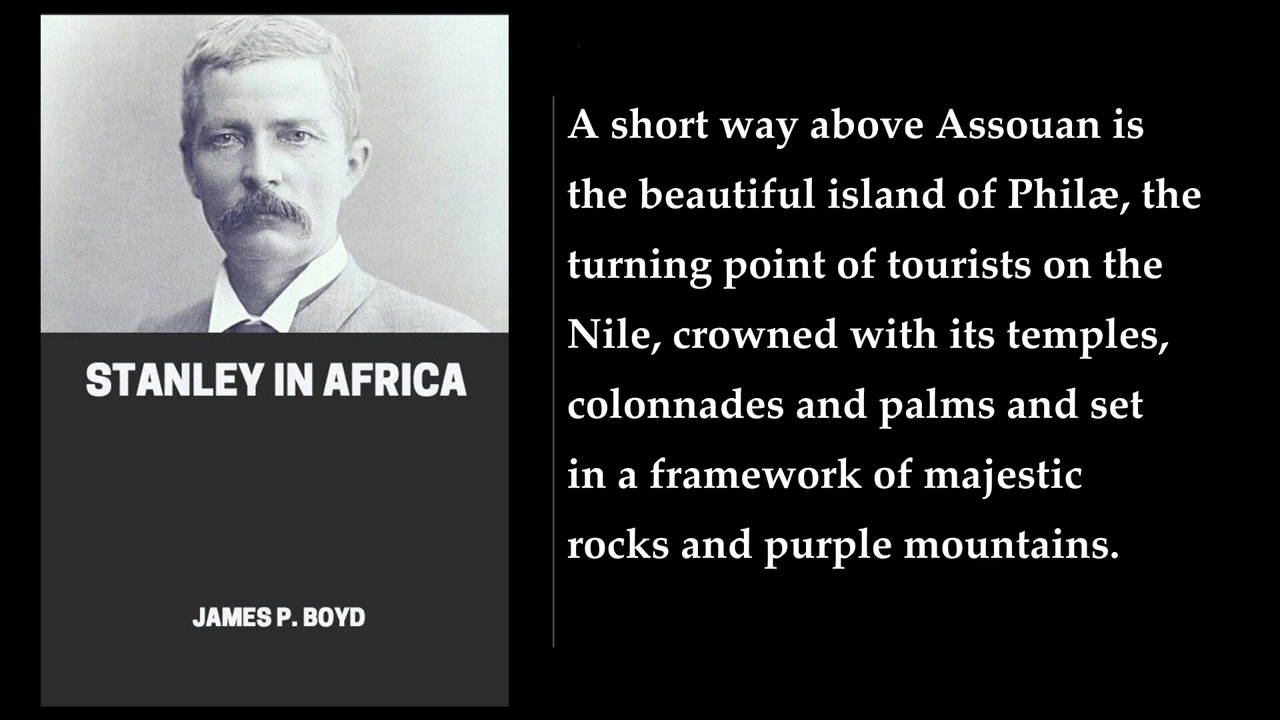 STANLEY IN AFRICA
JAMES P. BOYD
A short way above Assouan is
the beautiful island of Philæ, the
turning point of tourists on the
Nile, crowned with its temples,
colonnades and palms and set
in a framework of majestic
rocks and purple mountains.